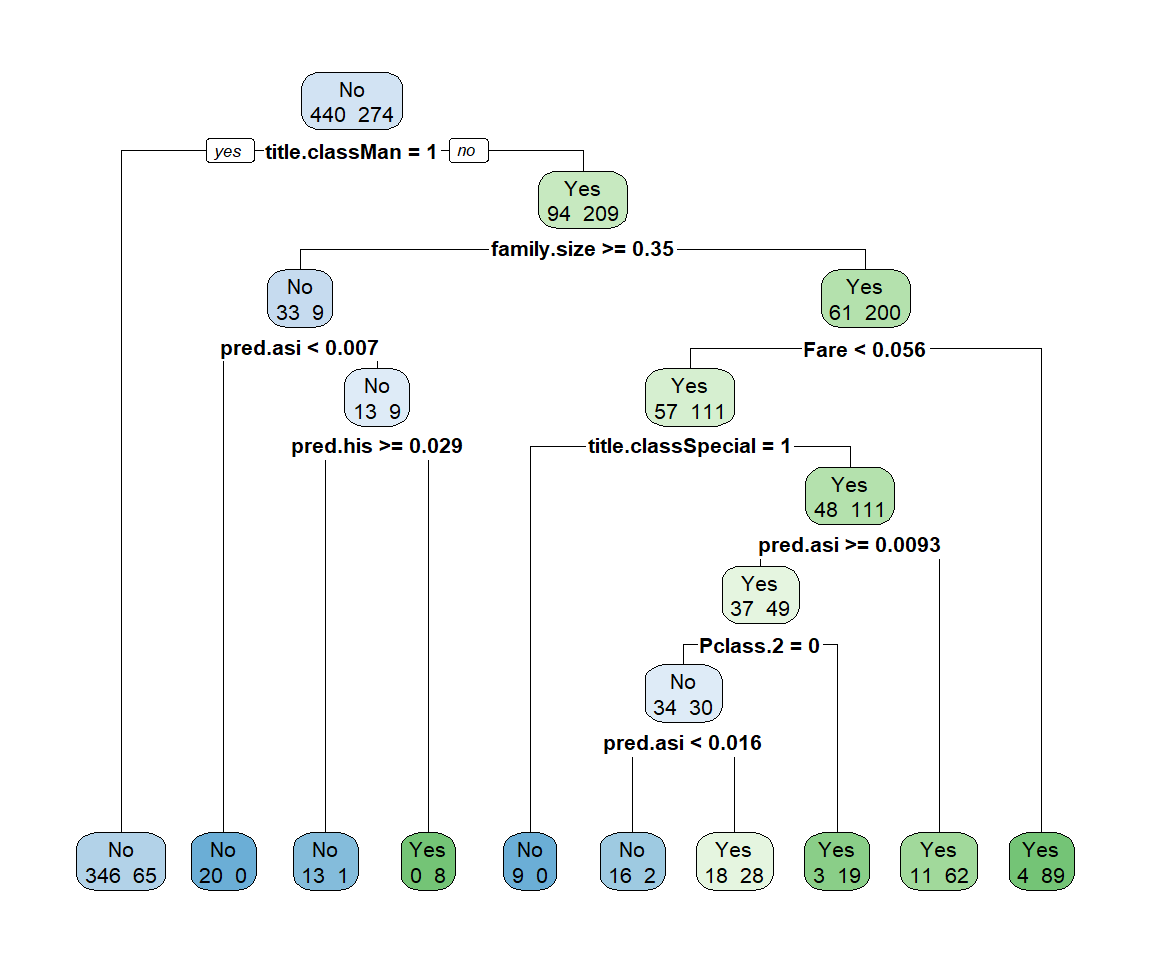 No
440 274
yes
title.classMan = 1
no
Yes
94 209
family.size >= 0.35
No
33 9
Yes
61 200
pred.asi < 0.007
Fare < 0.056
No
13 9
Yes
57 111
pred.his >= 0.029
title.classSpecial = 1
Yes
48 111
pred.asi >= 0.0093
Yes
37 49
Pclass.2 = 0
No
34 30
pred.asi < 0.016
No
346 65
No
20 0
No
13 1
Yes
0 8
No
9 0
No
16 2
Yes
18 28
Yes
3 19
Yes
11 62
Yes
4 89